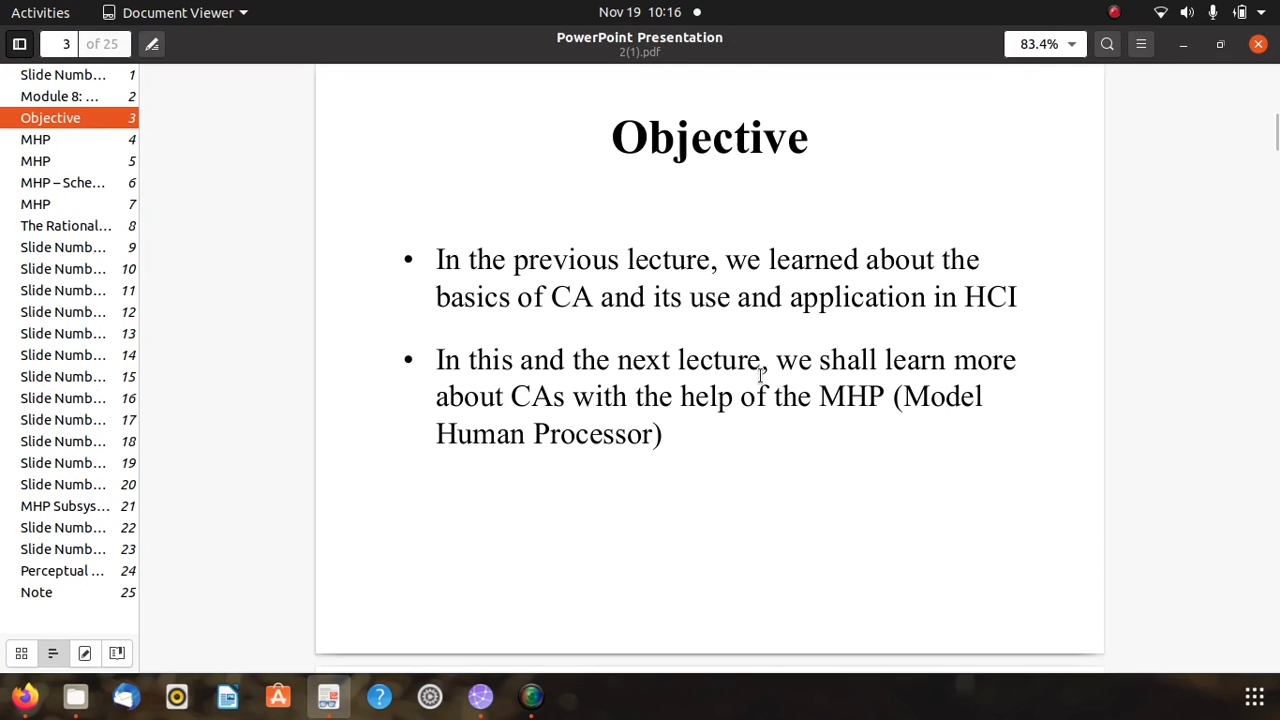 Activities
Document Viewer
Nov 19 10:16
3 of 25
PowerPoint Presentation
2(1).pdf
83.4%
Slide Numb... 1
Module 8: ... 2
Objective 3
MHP 4
MHP 5
MHP – Sche... 6
MHP 7
The Rational... 8
Slide Numb... 9
Slide Numb... 10
Slide Numb... 11
Slide Numb... 12
Slide Numb... 13
Slide Numb... 14
Slide Numb... 15
Slide Numb... 16
Slide Numb... 17
Slide Numb... 18
Slide Numb... 19
Slide Numb... 20
MHP Subsys... 21
Slide Numb... 22
Slide Numb... 23
Perceptual ... 24
Note 25
Objective
• In the previous lecture, we learned about the
basics of CA and its use and application in HCI
• In this and the next lecture, we shall learn more
about CAs with the help of the MHP (Model
Human Processor)